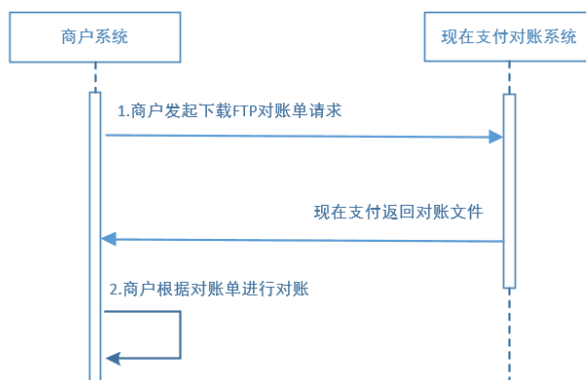 商户系统
现在支付对账系统
1.商户发起下载FTP对账单请求
现在支付返回对账文件
2.商户根据对账单进行对账